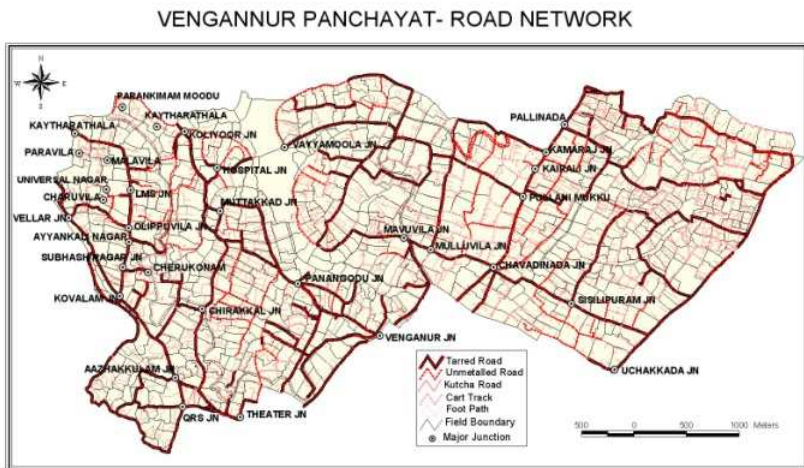 VENGANNUR PANCHAYAT- ROAD NETWORK
N
W E
S
PARANKIMAM MOODU
KAYTHARATHALA
KAYTHARATHALA
KOLIYOOR JN
PALLINADA
PARAVILA
MALAVILA
VAYYAMOOLA JN
KAMARAJ JN
HOSPITAL JN
KAIRALI JN
UNIVERSAL NAGAR
LMS JN
CHARUVILA
PULLANI MUKKU
MUTTAKKAD JN
VELLAR JN
OLIPPUVILA JN
AYYANKALI NAGAR
MAVUVILA JN
MULLUVILA JN
SUBHASH NAGAR JN
CHERUKONAM
CHAVADINADA JN
PANANGODU JN
KOVALAM JN
CHIRAKKAL JN
SISILIPURAM JN
VENGANUR JN
AAZHAKKULAM JN
UCHAKKADA JN
QRS JN
THEATER JN
Tarred Road
Unmetalled Road
Kutcha Road
Cart Track
Foot Path
Field Boundary
Major Junction
500 0 500 1000 Meters